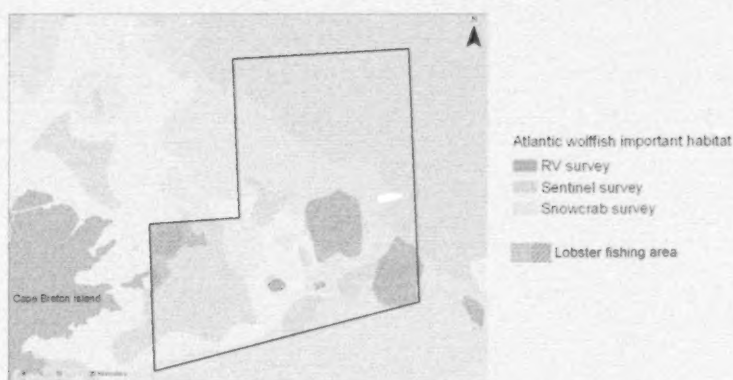 N
Atlantic wolffish important habitat
RV survey
Sentinel survey
Snowcrab survey
Lobster fishing area
Cape Breton Island